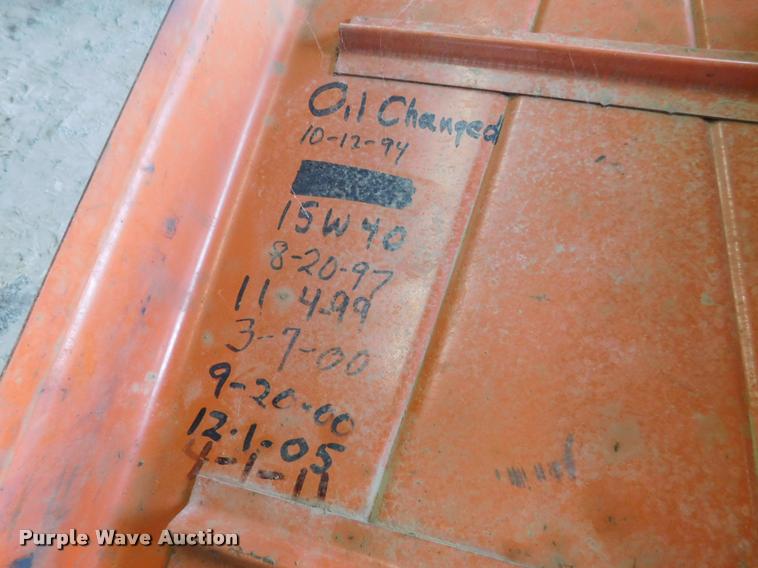 Oil Changed
10-12-94
15W40
8-20-97
11-4-99
3-7-00
9-20-00
12-1-05
4-1-11
Purple Wave Auction